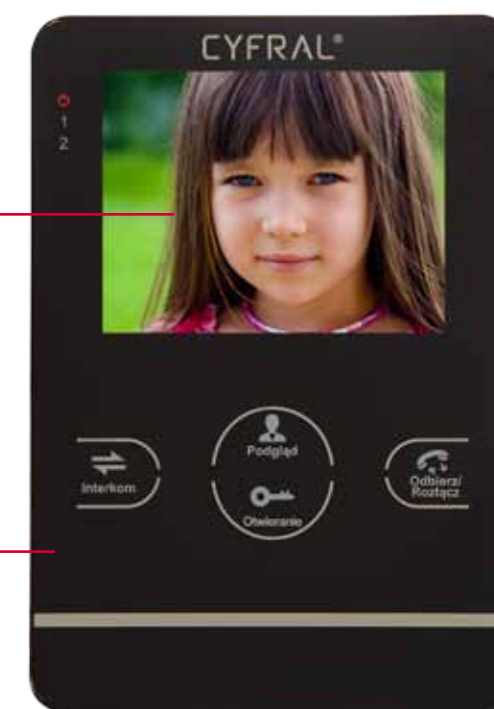 CYFRAL®
1
2
Podgląd
Interkom
Odbierz/
Rozłącz
Otwieranie